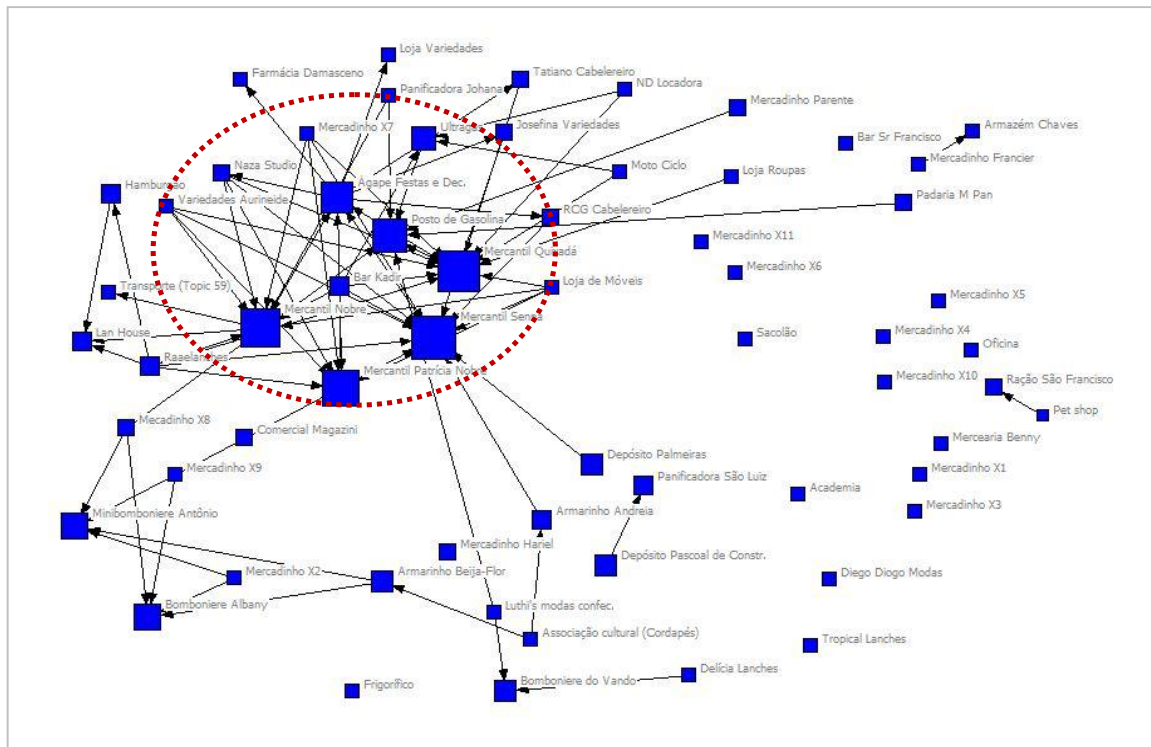 Loja Variedades
Farmácia Damasceno
Tatiano Cabelereiro
ND Locadora
Panificadora Johana
Mercadinho Parente
Mercadinho X7
Ultragas
Josefina Variedades
Armazém Chaves
Bar Sr Francisco
Mercadinho Francier
Naza Studio
Moto Ciclo
Loja Roupas
Hamburgão
Agape Festas e Dec.
Variedades Aurineide
Padaria M Pan
RCG Cabelereiro
Posto de Gasolina
Mercadinho X11
Mercantil Quixadá
Mercadinho X6
Bar Kadir
Transporte (Topic 59)
Loja de Móveis
Mercadinho X5
Mercantil Nobre
Mercantil Senna
Lan House
Sacolão
Mercadinho X4
Oficina
Raaelanches
Mercantil Patrícia Nobre
Mercadinho X10
Ração São Francisco
Pet shop
Mecadinho X8
Comercial Magazini
Mercearia Benny
Depósito Palmeiras
Mercadinho X9
Panificadora São Luiz
Mercadinho X1
Academia
Mercadinho X3
Minibomboniere Antônio
Armarinho Andreia
Mercadinho Hariel
Depósito Pascoal de Constr.
Mercadinho X2
Armarinho Beija-Flor
Diego Diogo Modas
Bomboniere Albany
Luthi's modas confec.
Associação cultural (Cordapés)
Tropical Lanches
Delícia Lanches
Frigorífico
Bomboniere do Vando